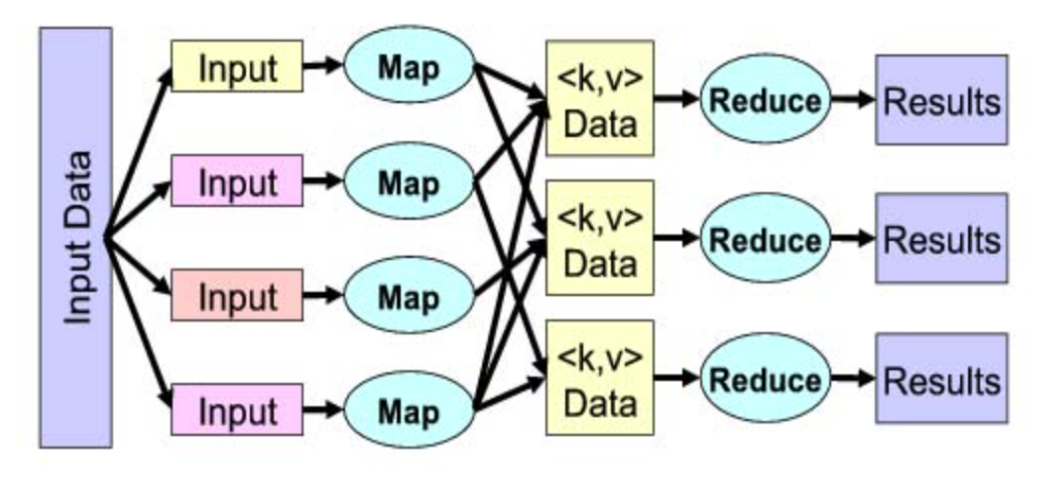 Input Data
Input
Map
<k,v>
Data
Reduce
Results
Input
Map
<k,v>
Data
Reduce
Results
Input
Map
Input
Map
<k,v>
Data
Reduce
Results